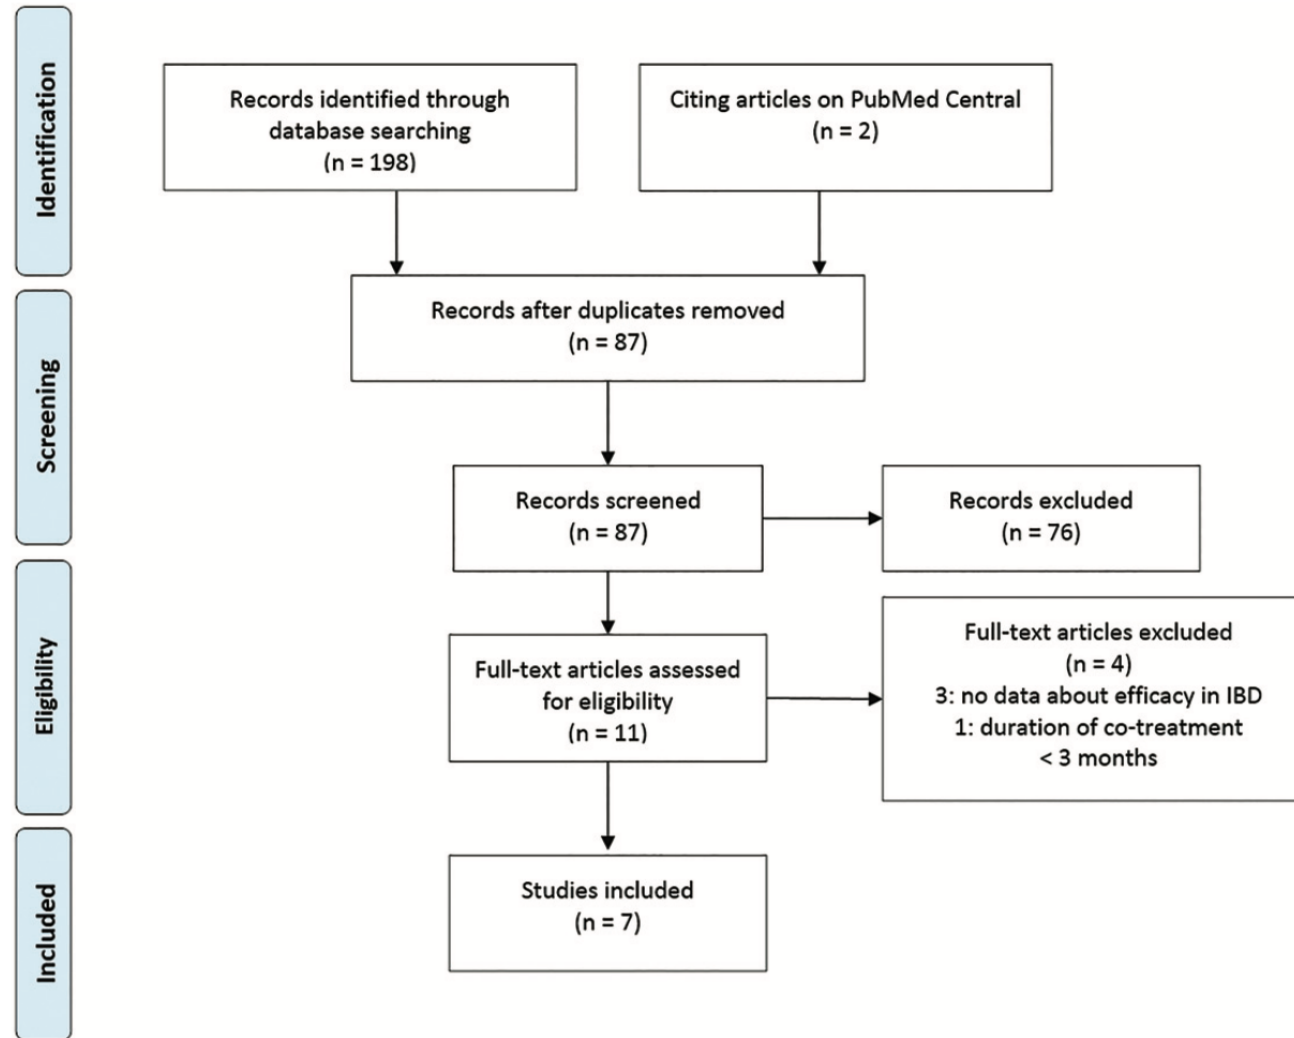 Identification
Records identified through
database searching
(n = 198)
Citing articles on PubMed Central
(n = 2)
Screening
Records after duplicates removed
(n = 87)
Records screened
(n = 87)
Records excluded
(n = 76)
Eligibility
Full-text articles assessed
for eligibility
(n = 11)
Full-text articles excluded
(n = 4)
3: no data about efficacy in IBD
1: duration of co-treatment
< 3 months
Included
Studies included
(n = 7)